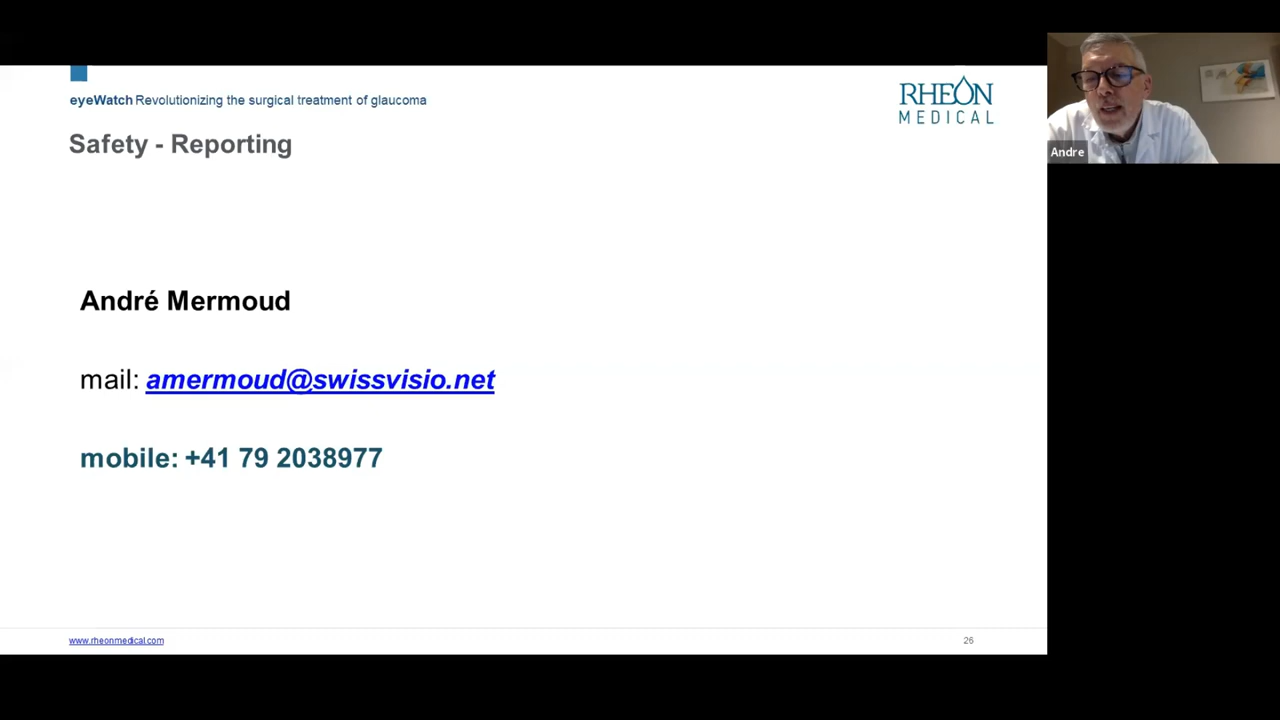 eyeWatch Revolutionizing the surgical treatment of glaucoma
RHEON
MEDICAL
Safety - Reporting
Andre
André Mermoud
mail: amermoud@swissvisio.net
mobile: +41 79 2038977
www.rheonmedical.com
26